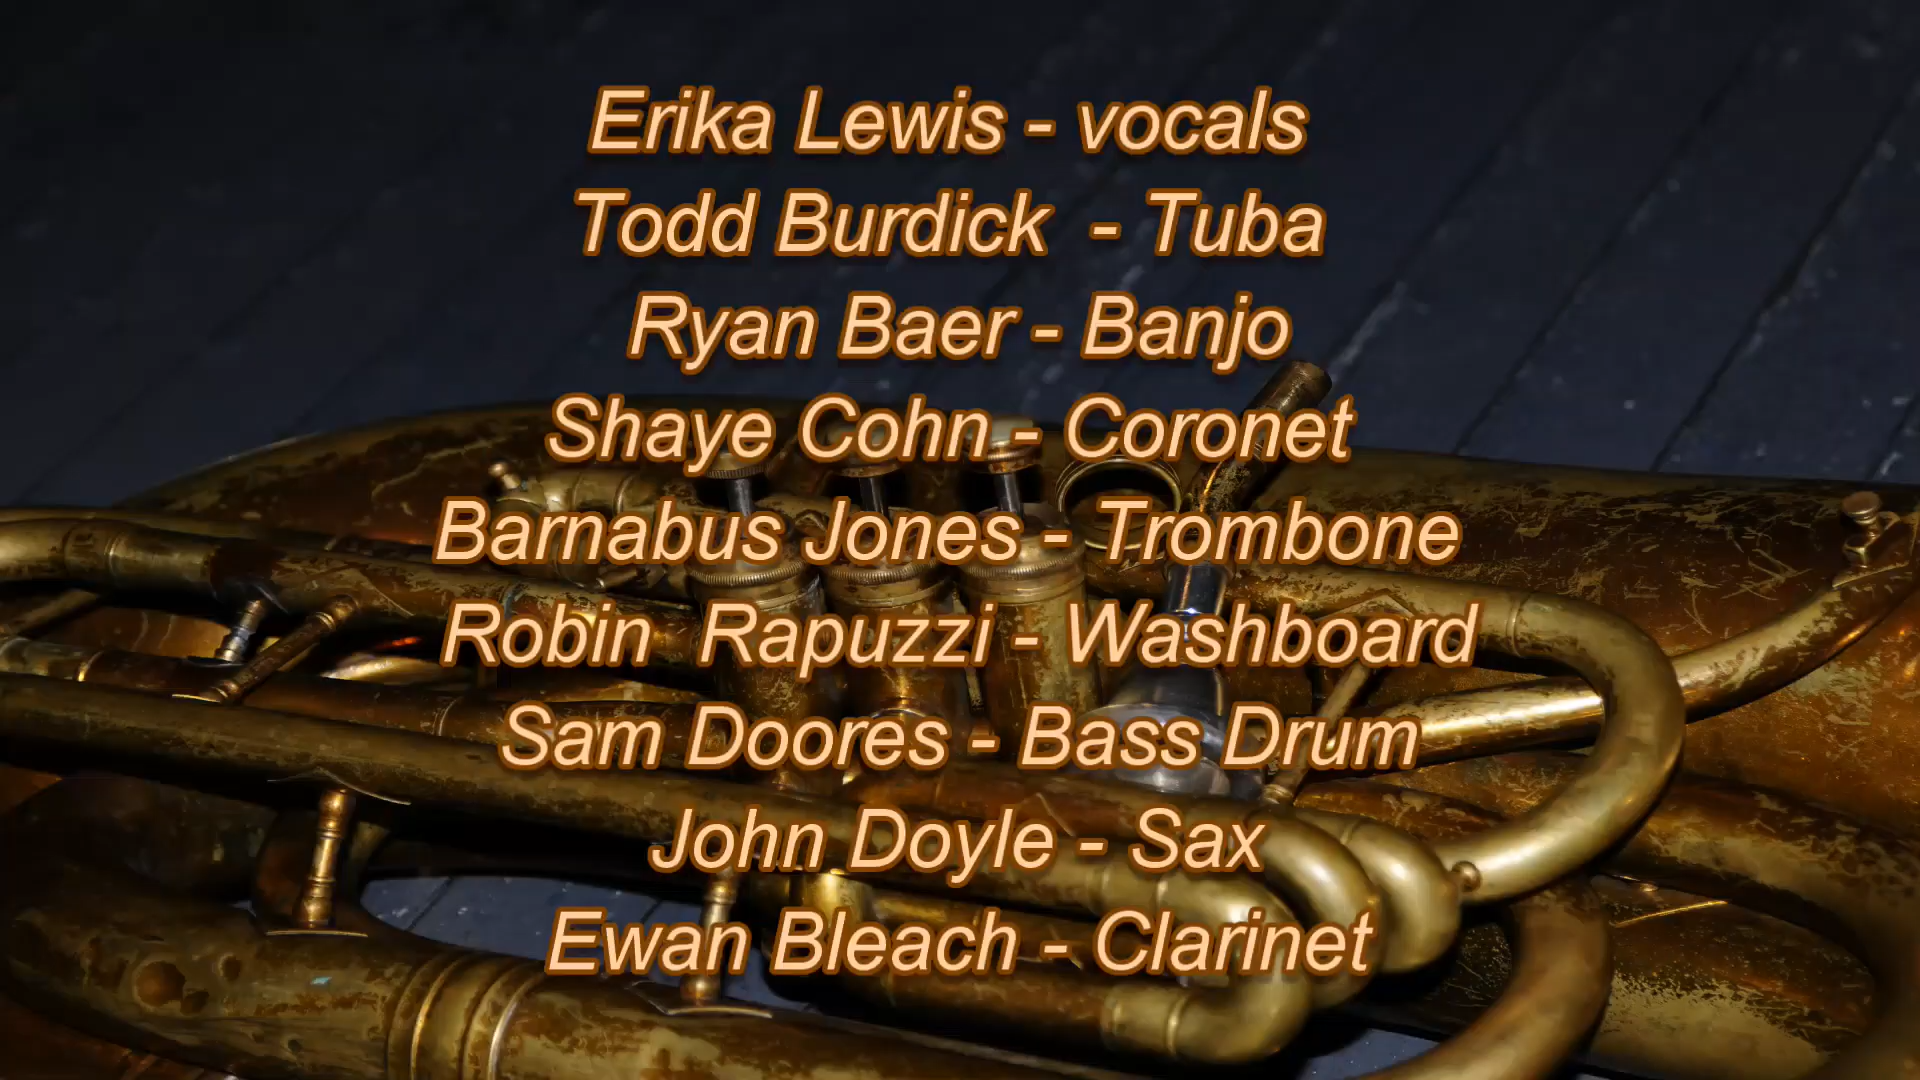 Erika Lewis - vocals
Todd Burdick - Tuba
Ryan Baer - Banjo
Shaye Cohn - Coronet
Barnabus Jones - Trombone
Robin Rapuzzi - Washboard
Sam Doores - Bass Drum
John Doyle - Sax
Ewan Bleach - Clarinet